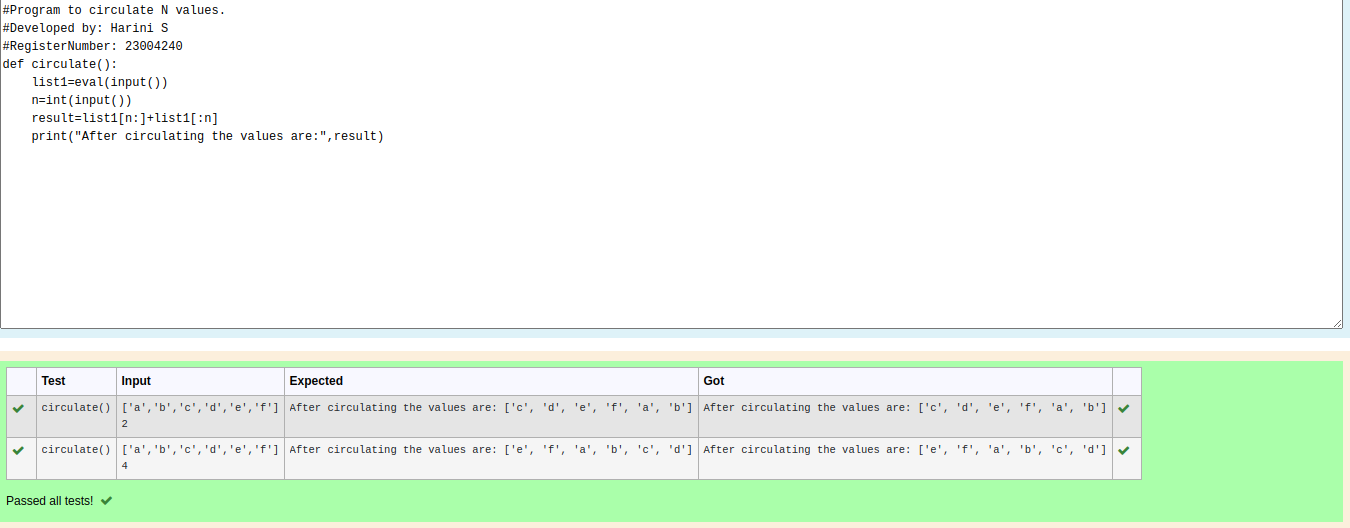 #Program to circulate N values.
#Developed by: Harini S
#RegisterNumber: 23004240
def circulate():
    list1=eval(input())
    n=int(input())
    result=list1[n:]+list1[:n]
    print("After circulating the values are:",result)
Test Input Expected Got
circulate() ['a','b','c','d','e','f'] After circulating the values are: ['c', 'd', 'e', 'f', 'a', 'b'] After circulating the values are: ['c', 'd', 'e', 'f', 'a', 'b']
2
circulate() ['a','b','c','d','e','f'] After circulating the values are: ['e', 'f', 'a', 'b', 'c', 'd'] After circulating the values are: ['e', 'f', 'a', 'b', 'c', 'd']
4
Passed all tests!